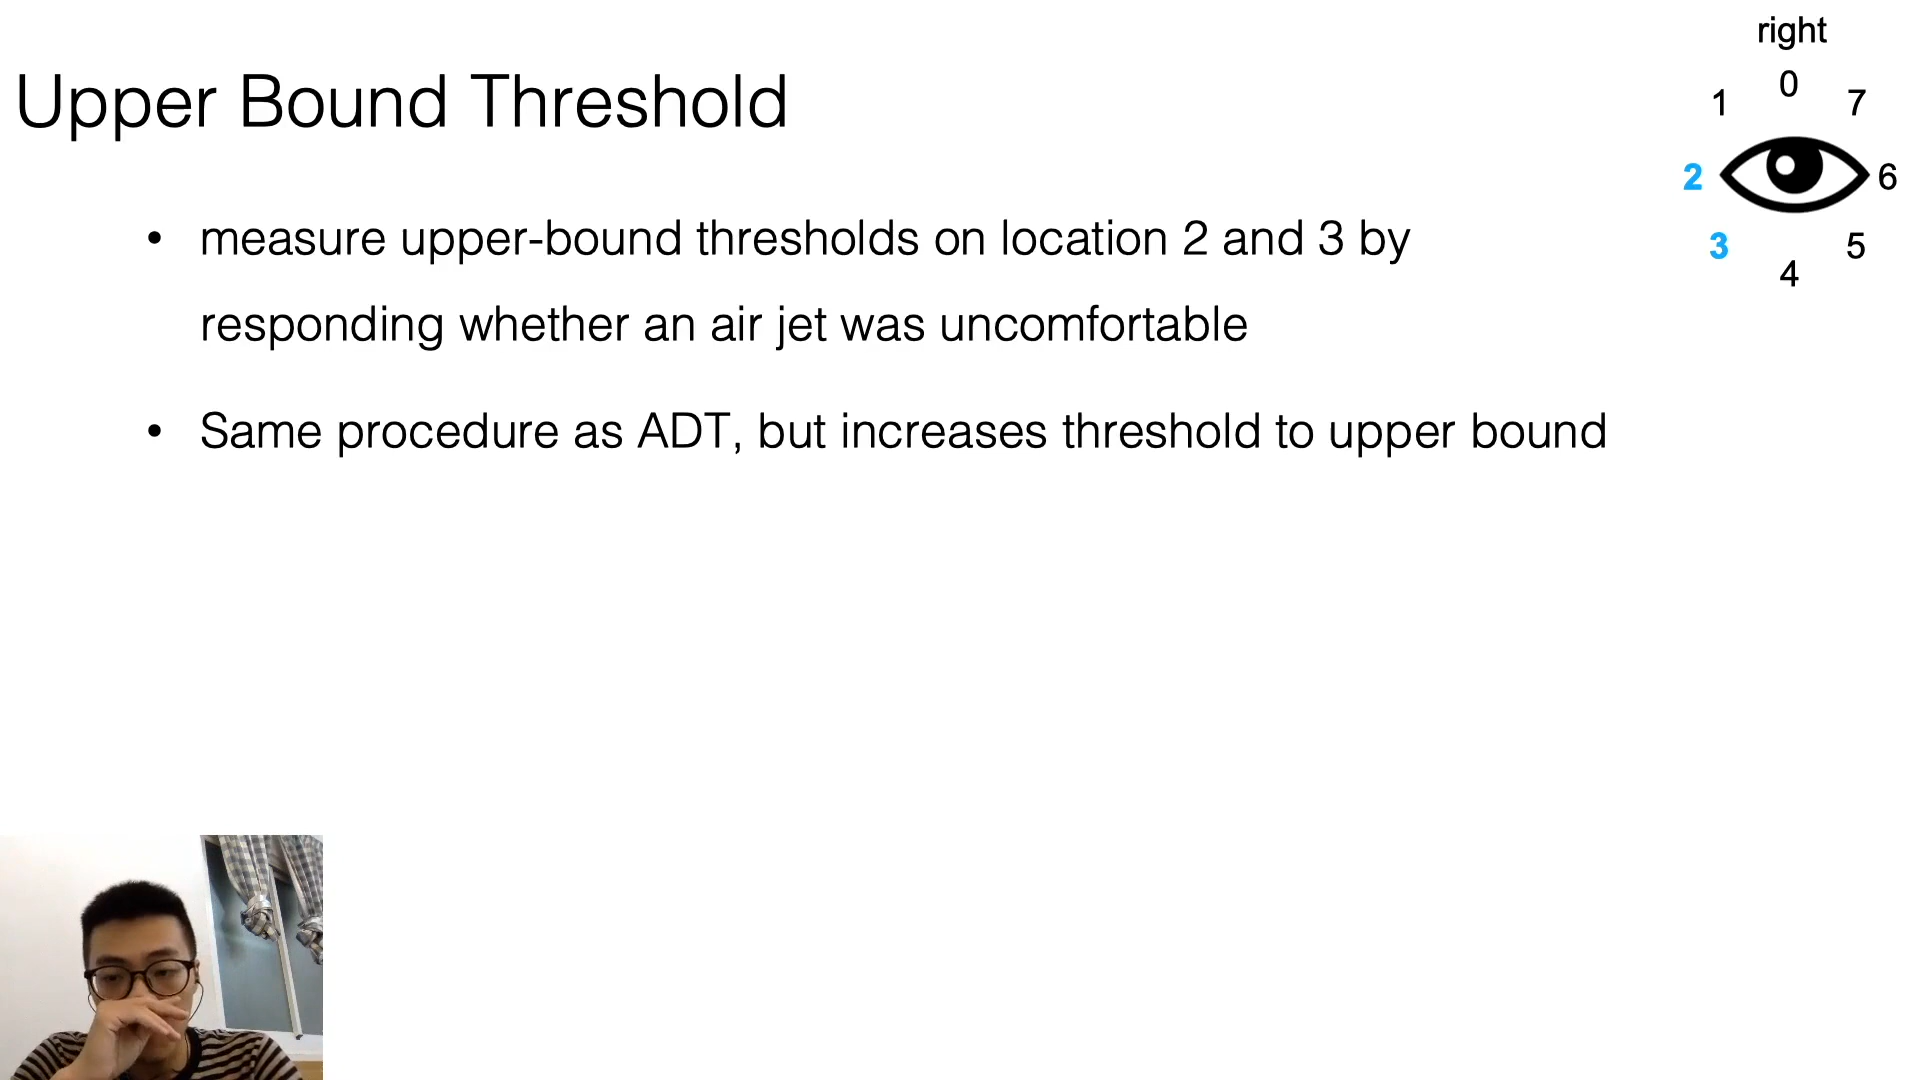 Upper Bound Threshold
• measure upper-bound thresholds on location 2 and 3 by
responding whether an air jet was uncomfortable
• Same procedure as ADT, but increases threshold to upper bound
right
0
1
7
2
6
3
5
4